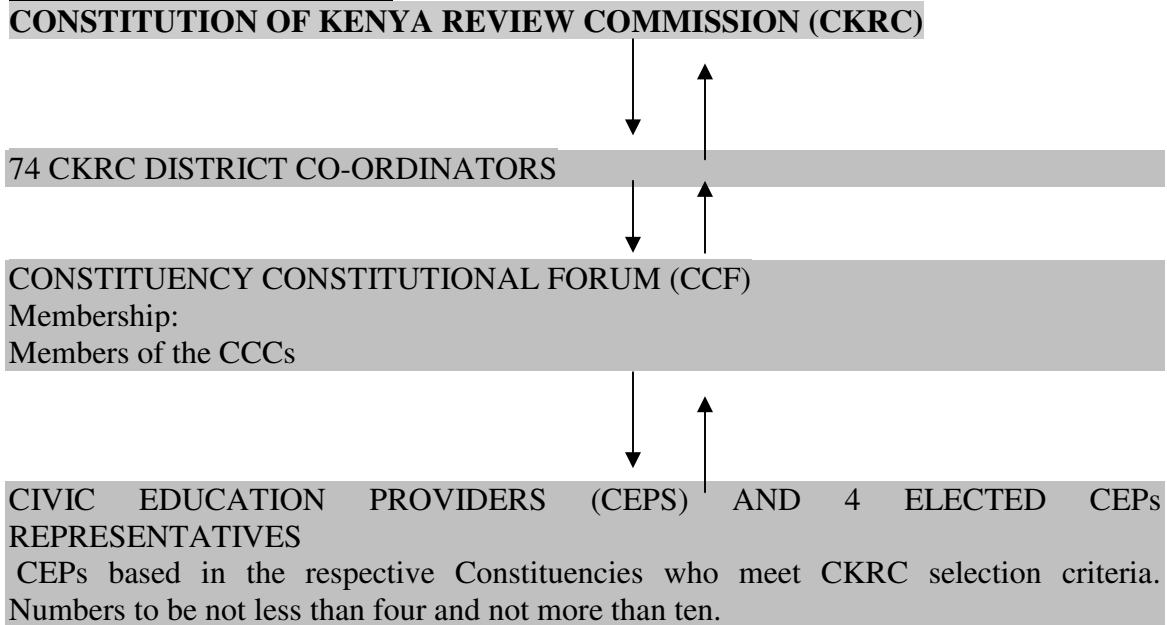 CONSTITUTION OF KENYA REVIEW COMMISSION (CKRC)
74 CKRC DISTRICT CO-ORDINATORS
CONSTITUENCY CONSTITUTIONAL FORUM (CCF)
Membership:
Members of the CCCs
CIVIC EDUCATION PROVIDERS (CEPS) AND 4 ELECTED CEPs
REPRESENTATIVES
CEPs based in the respective Constituencies who meet CKRC selection criteria.
Numbers to be not less than four and not more than ten.